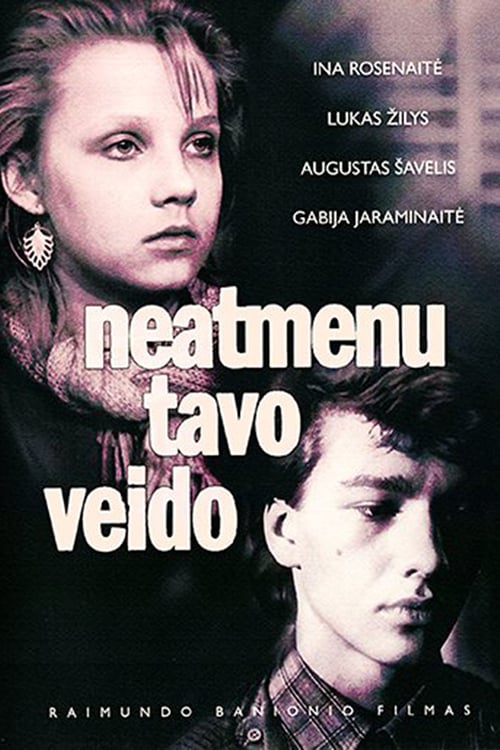 INA ROSENAITĖ
LUKAS ŽILYS
AUGUSTAS ŠAVELIS
GABIJA JARAMINAITĖ
neatmenu
tavo
veido
RAIMUNDO BANIONIO FILMAS